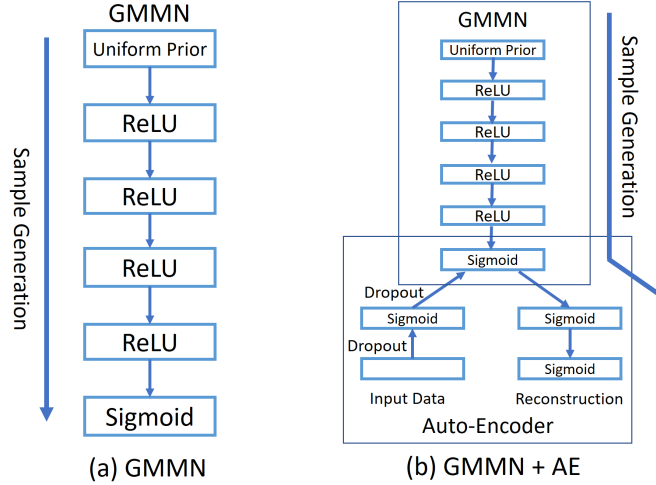 GMMN
Uniform Prior
ReLU
ReLU
ReLU
ReLU
Sigmoid
Sample Generation
(a) GMMN
GMMN
Uniform Prior
ReLU
ReLU
ReLU
ReLU
Sigmoid
Sample Generation
Dropout
Sigmoid
Sigmoid
Dropout
Sigmoid
Input Data
Reconstruction
Auto-Encoder
(b) GMMN + AE